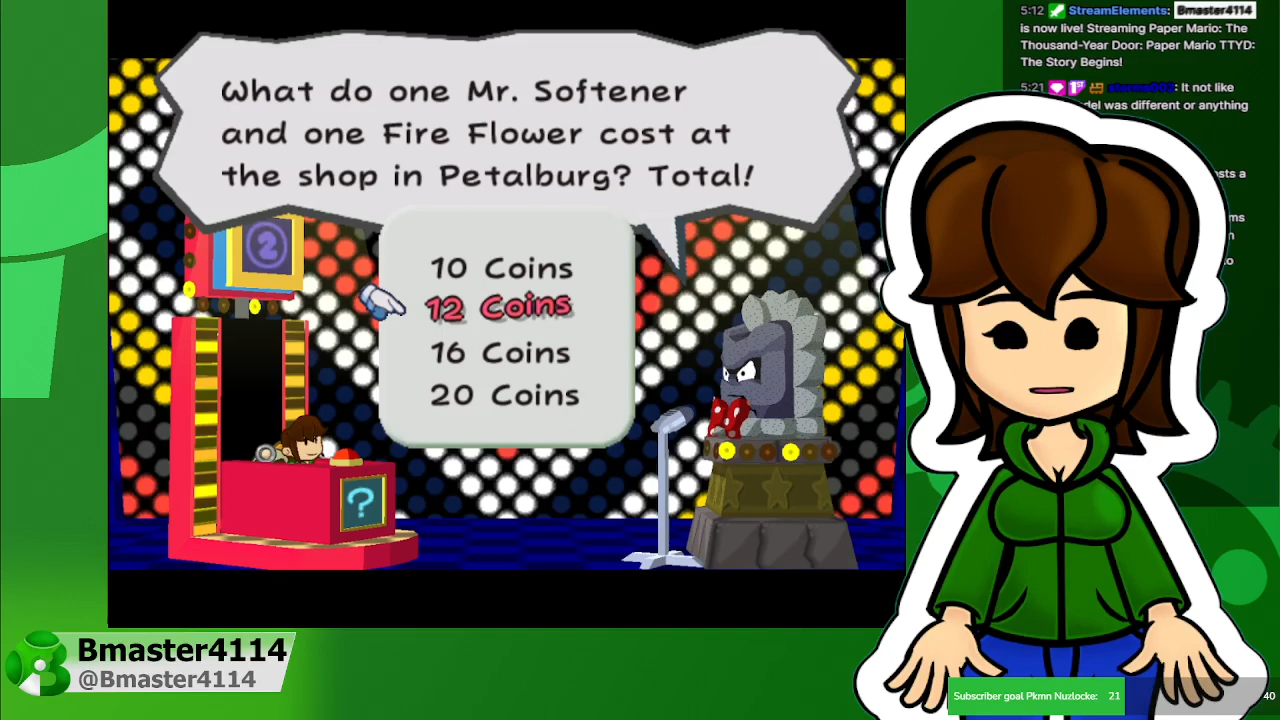 What do one Mr. Softener
and one Fire Flower cost at
the shop in Petalburg? Total!
10 Coins
12 Coins
16 Coins
20 Coins
2
?
5:12 StreamElements: Bmaster4114
is now live! Streaming Paper Mario: The
Thousand-Year Door: Paper Mario TTYD:
The Story Begins!
5:21 1ST It not like
was different or anything
Bmaster4114
@Bmaster4114
Subscriber goal Pkmn Nuzlocke: 21
40